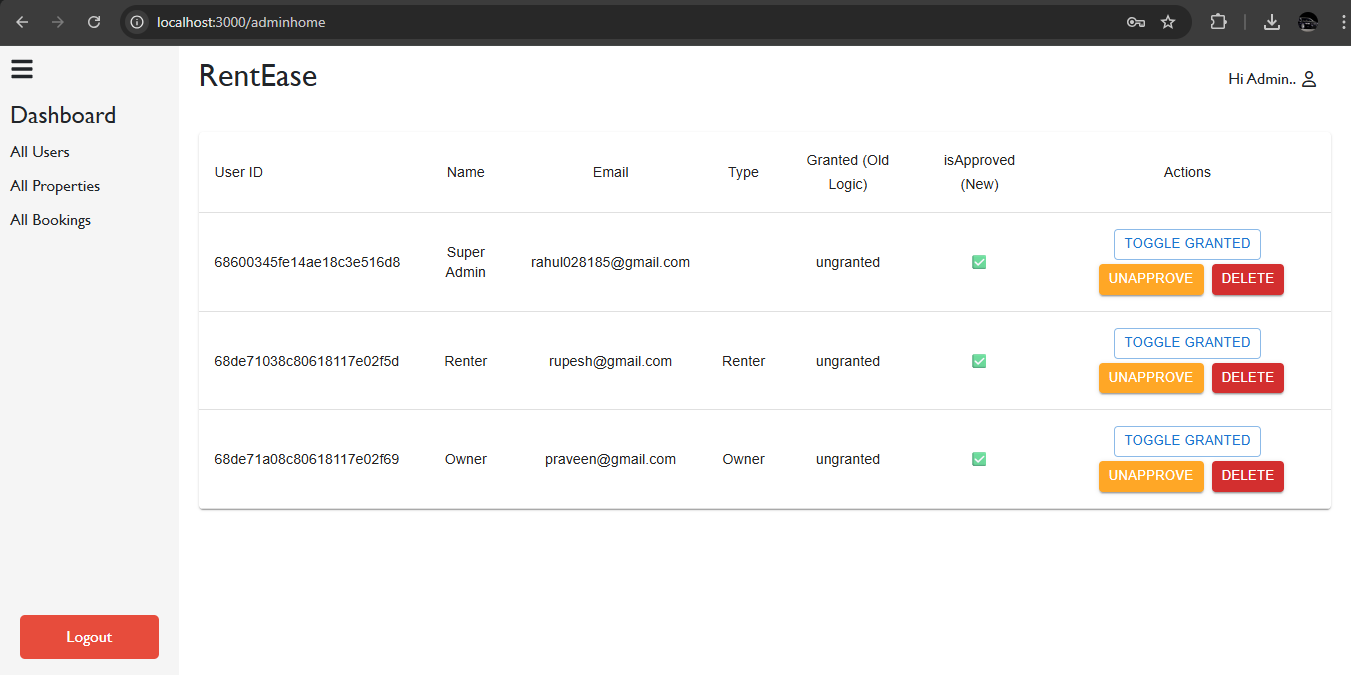 localhost:3000/adminhome
RentEase
Hi Admin..
Dashboard
All Users
All Properties
All Bookings
Logout
User ID Name Email Type Granted (Old Logic) isApproved (New) Actions
68600345fe14ae18c3e516d8 Super Admin rahul028185@gmail.com ungranted ✅ TOGGLE GRANTED
UNAPPROVE DELETE
68de71038c80618117e02f5d Renter rupesh@gmail.com Renter ungranted ✅ TOGGLE GRANTED
UNAPPROVE DELETE
68de71a08c80618117e02f69 Owner praveen@gmail.com Owner ungranted ✅ TOGGLE GRANTED
UNAPPROVE DELETE